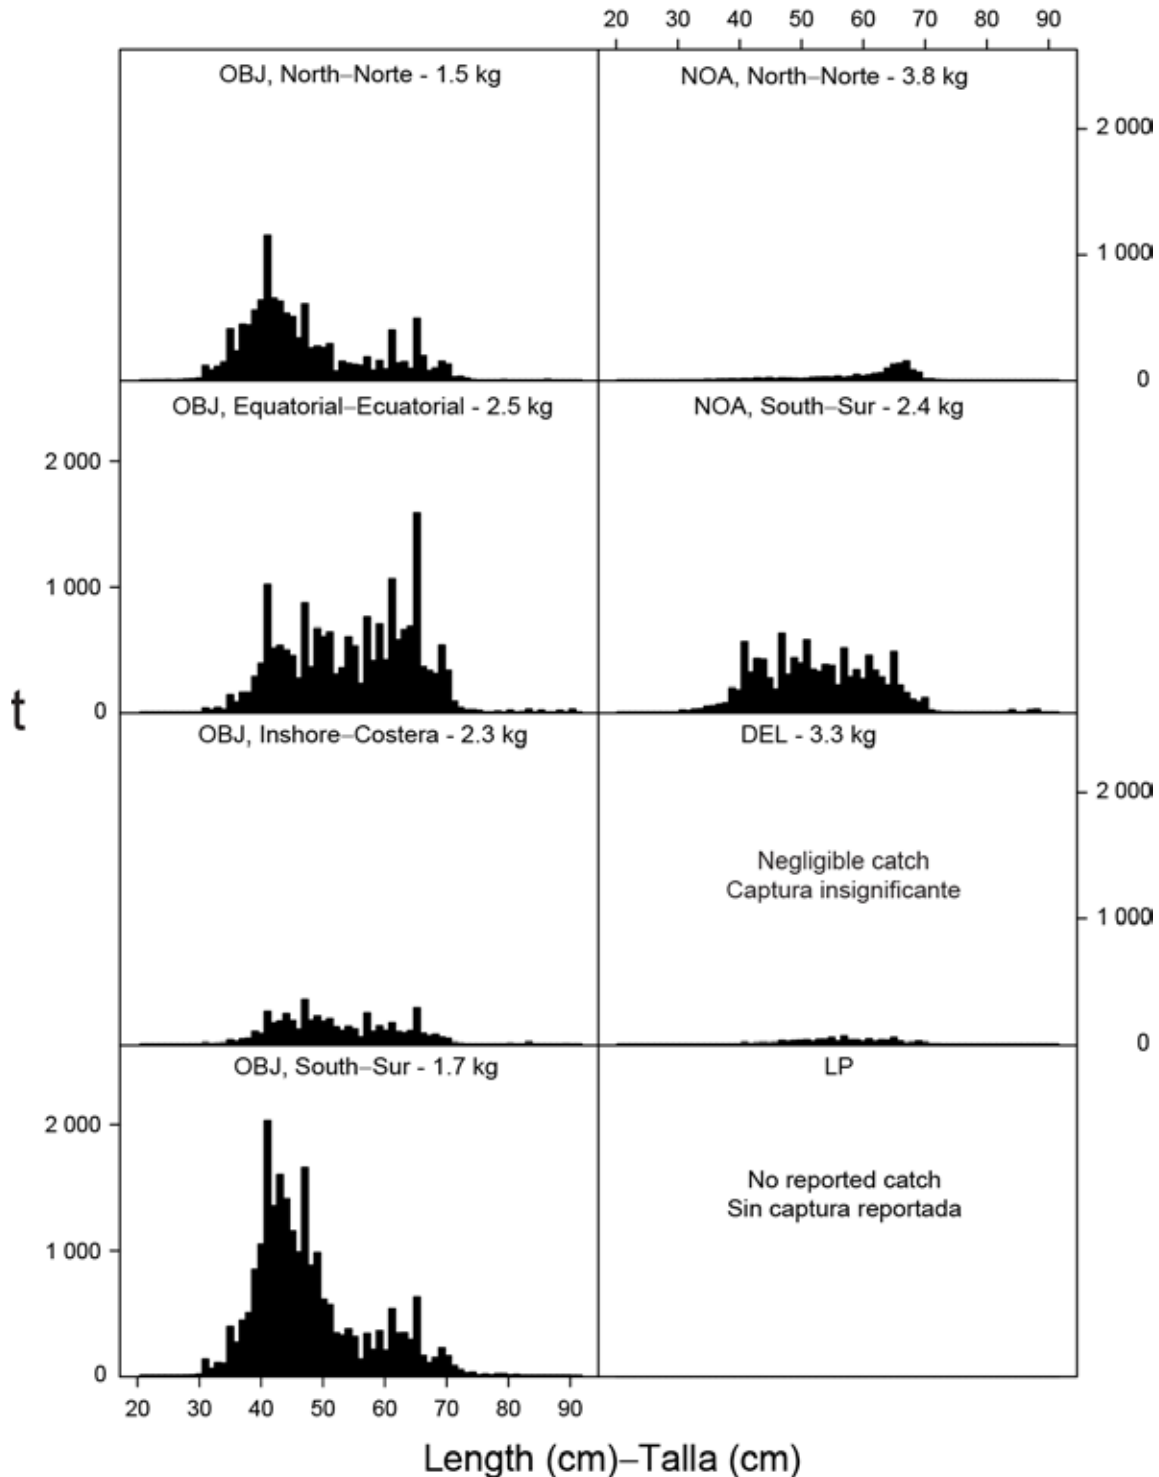 20 30 40 50 60 70 80 90
OBJ, North–Norte - 1.5 kg
NOA, North–Norte - 3.8 kg
2 000
1 000
0
OBJ, Equatorial–Ecuatorial - 2.5 kg
NOA, South–Sur - 2.4 kg
2 000
1 000
0
t
OBJ, Inshore–Costera - 2.3 kg
DEL - 3.3 kg
2 000
Negligible catch
Captura insignificante
1 000
0
OBJ, South–Sur - 1.7 kg
LP
2 000
No reported catch
Sin captura reportada
1 000
0
20 30 40 50 60 70 80 90
Length (cm)–Talla (cm)